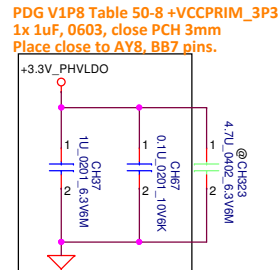 PDG V1P8 Table 50-8 +VCCPRIM_3P3
1x 1uF, 0603, close PCH 3mm
Place close to AY8, BB7 pins.
+3.3V_PHVLDO
1
2
CH37
1U_0201_6.3V6M
1
2
CH67
0.1U_0201_10V6K
1
2
@CH323
4.7U_0402_6.3V6M